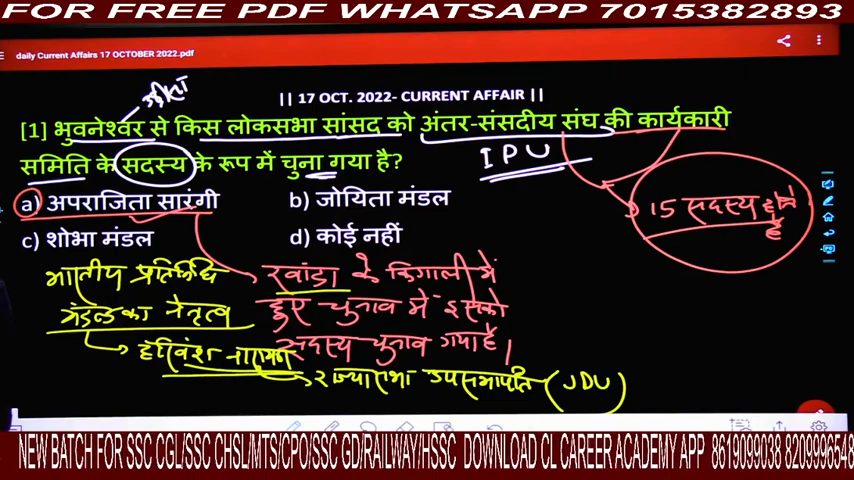 FOR FREE PDF WHATSAPP 7015382893
daily Current Affairs 17 OCTOBER 2022.pdf
|| 17 OCT. 2022- CURRENT AFFAIR ||
[1] भुवनेश्वर से किस लोकसभा सांसद को अंतर-संसदीय संघ की कार्यकारी
समिति के सदस्य के रूप में चुना गया है?
IPU
a) अपराजिता सारंगी b) जोयिता मंडल
15 सदस्य होते
है
c) शोभा मंडल d) कोई नहीं
भारतीय प्रतिनिधि
मंडल का नेतृत्व
हरिवंश नारायण
रवांडा के किगाली में
हुए चुनाव में इसको
सदस्य चुना गया है।
राज्यसभा उपसभापति (JDU)
NEW BATCH FOR SSC CGL/SSC CHSL/MTS/CPO/SSC GD/RAILWAY/HSSC DOWNLOAD CL CAREER ACADEMY APP 8619099038 8209996548